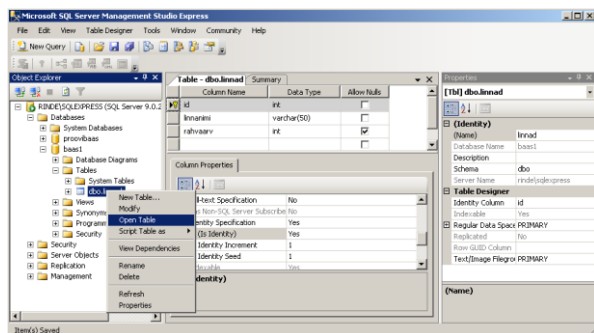 Microsoft SQL Server Management Studio Express
File Edit View Table Designer Tools Window Community Help
New Query
Object Explorer
RINDE\SQLEXPRESS (SQL Server 9.0.2
Databases
System Databases
proovibaas
baas1
Database Diagrams
Tables
System Tables
dbo.linnad
Views
Synonyms
Programm
Security
Security
Server Objects
Replication
Management
New Table...
Modify
Open Table
Script Table as
View Dependencies
Rename
Delete
Refresh
Properties
Table - dbo.linnad Summary
Column Name Data Type Allow Nulls
id int
linnanimi varchar(50)
rahvaarv int
Column Properties
ll-text Specification No
s Non-SQL Server Subscribe No
entity Specification Yes
(Is Identity) Yes
Identity Increment 1
Identity Seed 1
dexable Yes
dentity)
Properties
[Tbl] dbo.linnad
(Identity)
(Name) linnad
Database Name baas1
Description
Schema dbo
Server Name rinde\sqlexpress
Table Designer
Identity Column id
Indexable Yes
Regular Data Space PRIMARY
Replicated No
Row GUID Column
Text/Image Filegrou PRIMARY
(Name)
Item(s) Saved